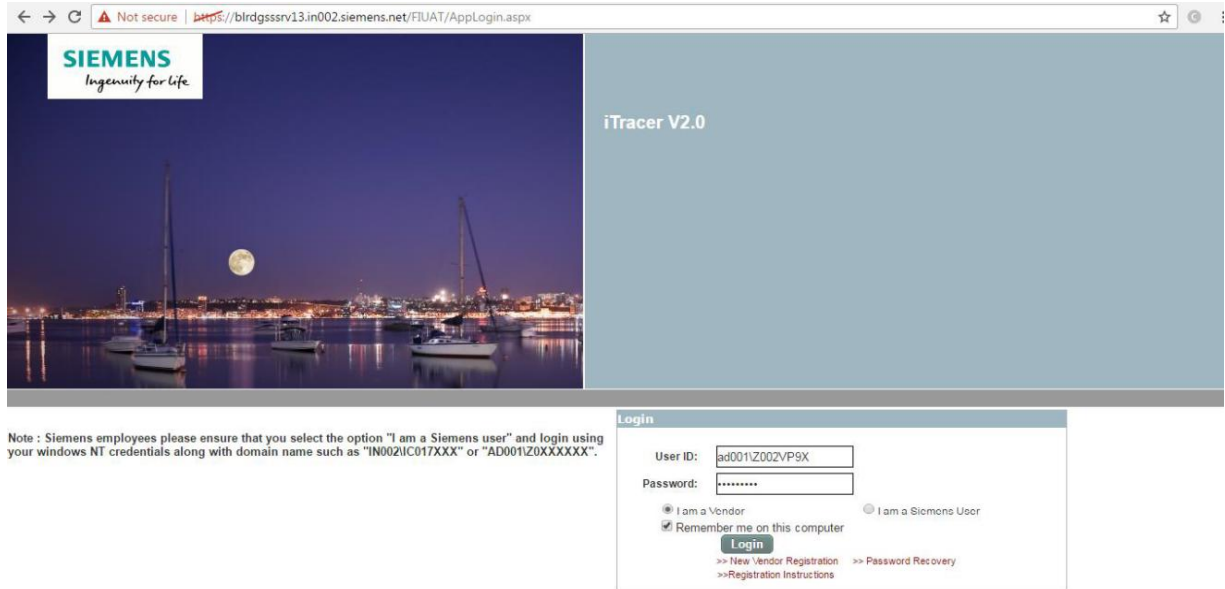 Not secure | https://blrdgsssrv13.in002.siemens.net/FIUAT/AppLogin.aspx
SIEMENS
Ingenuity for life
iTracer V2.0
Login
Note : Siemens employees please ensure that you select the option "I am a Siemens user" and login using
your windows NT credentials along with domain name such as "IN002\IC017XXX" or "AD001\Z0XXXXXX".
User ID: ad001\Z002VP9X
Password: •••••••••
I am a Vendor I am a Siemens User
Remember me on this computer
Login
>> New Vendor Registration >> Password Recovery
>>Registration Instructions